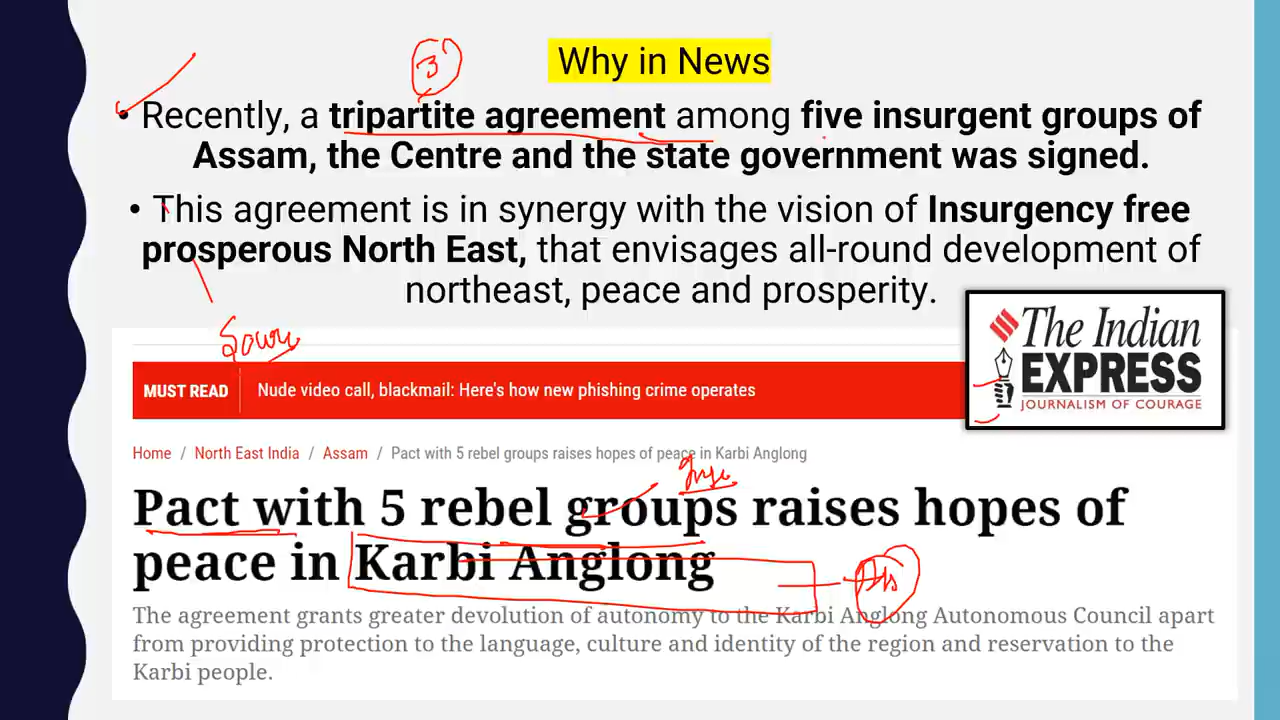 Why in News
3
• Recently, a tripartite agreement among five insurgent groups of
Assam, the Centre and the state government was signed.
• This agreement is in synergy with the vision of Insurgency free
prosperous North East, that envisages all-round development of
northeast, peace and prosperity.
The Indian
EXPRESS
JOURNALISM OF COURAGE
MUST READ Nude video call, blackmail: Here's how new phishing crime operates
Home / North East India / Assam / Pact with 5 rebel groups raises hopes of peace in Karbi Anglong
Pact with 5 rebel groups raises hopes of
peace in Karbi Anglong
The agreement grants greater devolution of autonomy to the Karbi Anglong Autonomous Council apart
from providing protection to the language, culture and identity of the region and reservation to the
Karbi people.